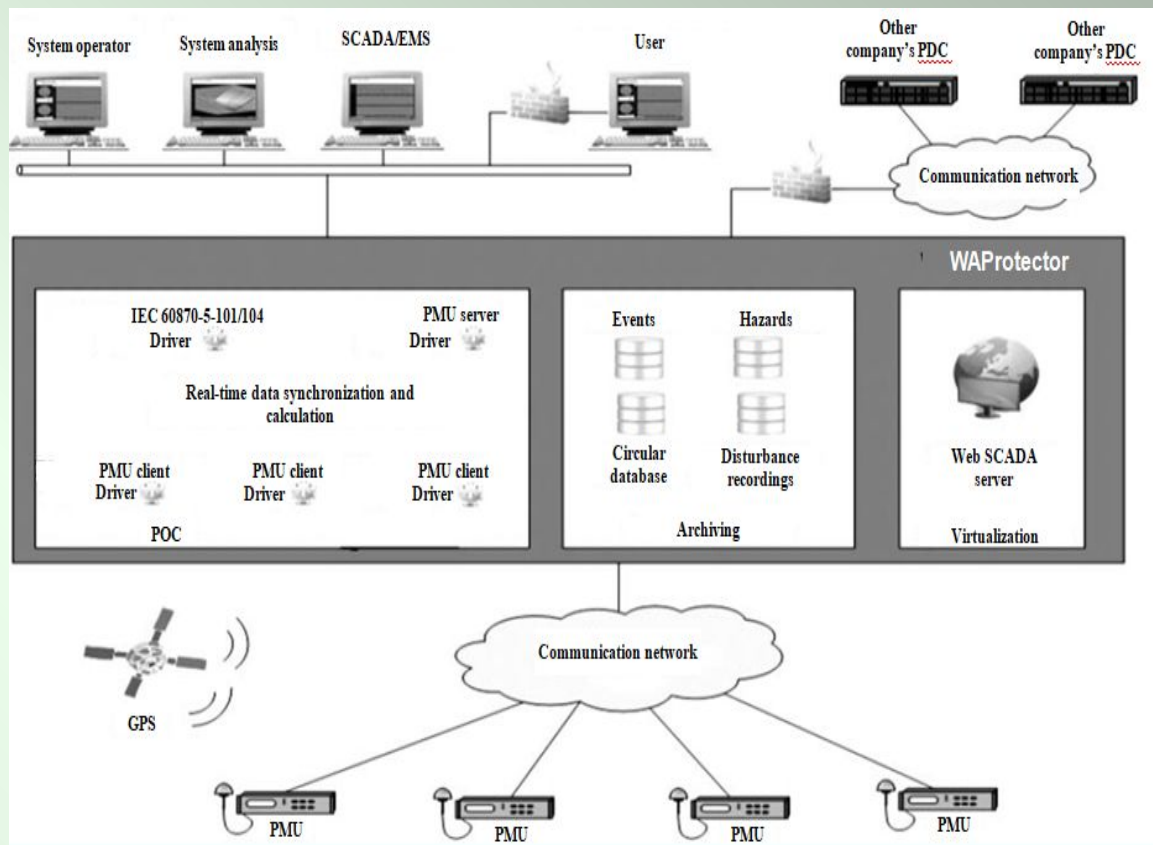 System operator
System analysis
SCADA/EMS
User
Other
company's PDC
Other
company's PDC
Communication network
WAProtector
IEC 60870-5-101/104
Driver
PMU server
Driver
Real-time data synchronization and
calculation
PMU client
Driver
PMU client
Driver
PMU client
Driver
POC
Events
Hazards
Circular
database
Disturbance
recordings
Archiving
Web SCADA
server
Virtualization
Communication network
GPS
PMU
PMU
PMU
PMU